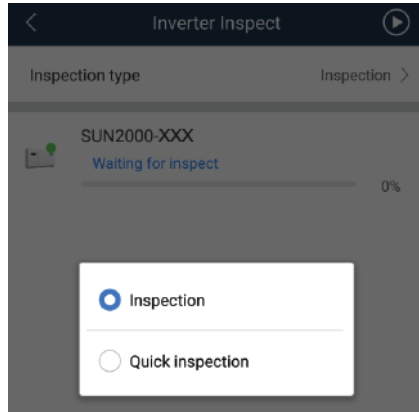 Inverter Inspect
Inspection type Inspection >
SUN2000-XXX
Waiting for inspect
0%
Inspection
Quick inspection